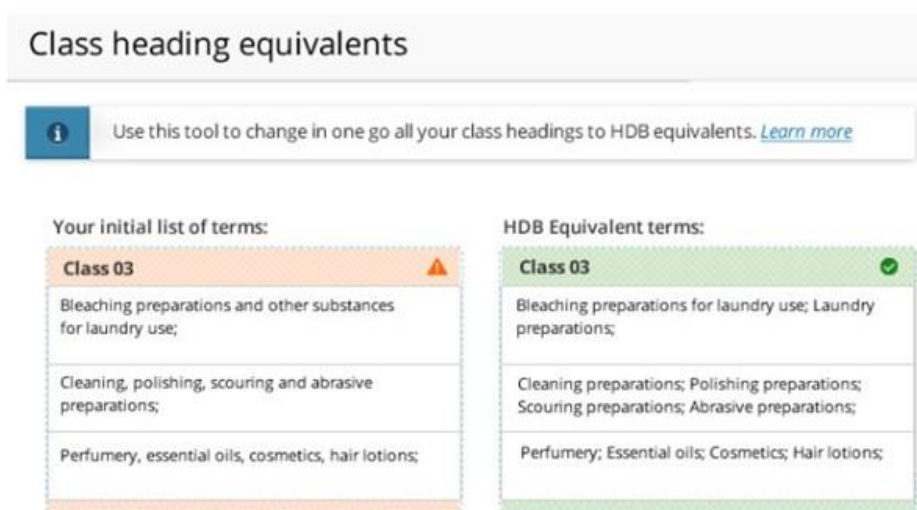 Class heading equivalents
Use this tool to change in one go all your class headings to HDB equivalents. Learn more
Your initial list of terms:
Class 03
Bleaching preparations and other substances
for laundry use;
Cleaning, polishing, scouring and abrasive
preparations;
Perfumery, essential oils, cosmetics, hair lotions;
HDB Equivalent terms:
Class 03
Bleaching preparations for laundry use; Laundry
preparations;
Cleaning preparations; Polishing preparations;
Scouring preparations; Abrasive preparations;
Perfumery; Essential oils; Cosmetics; Hair lotions;